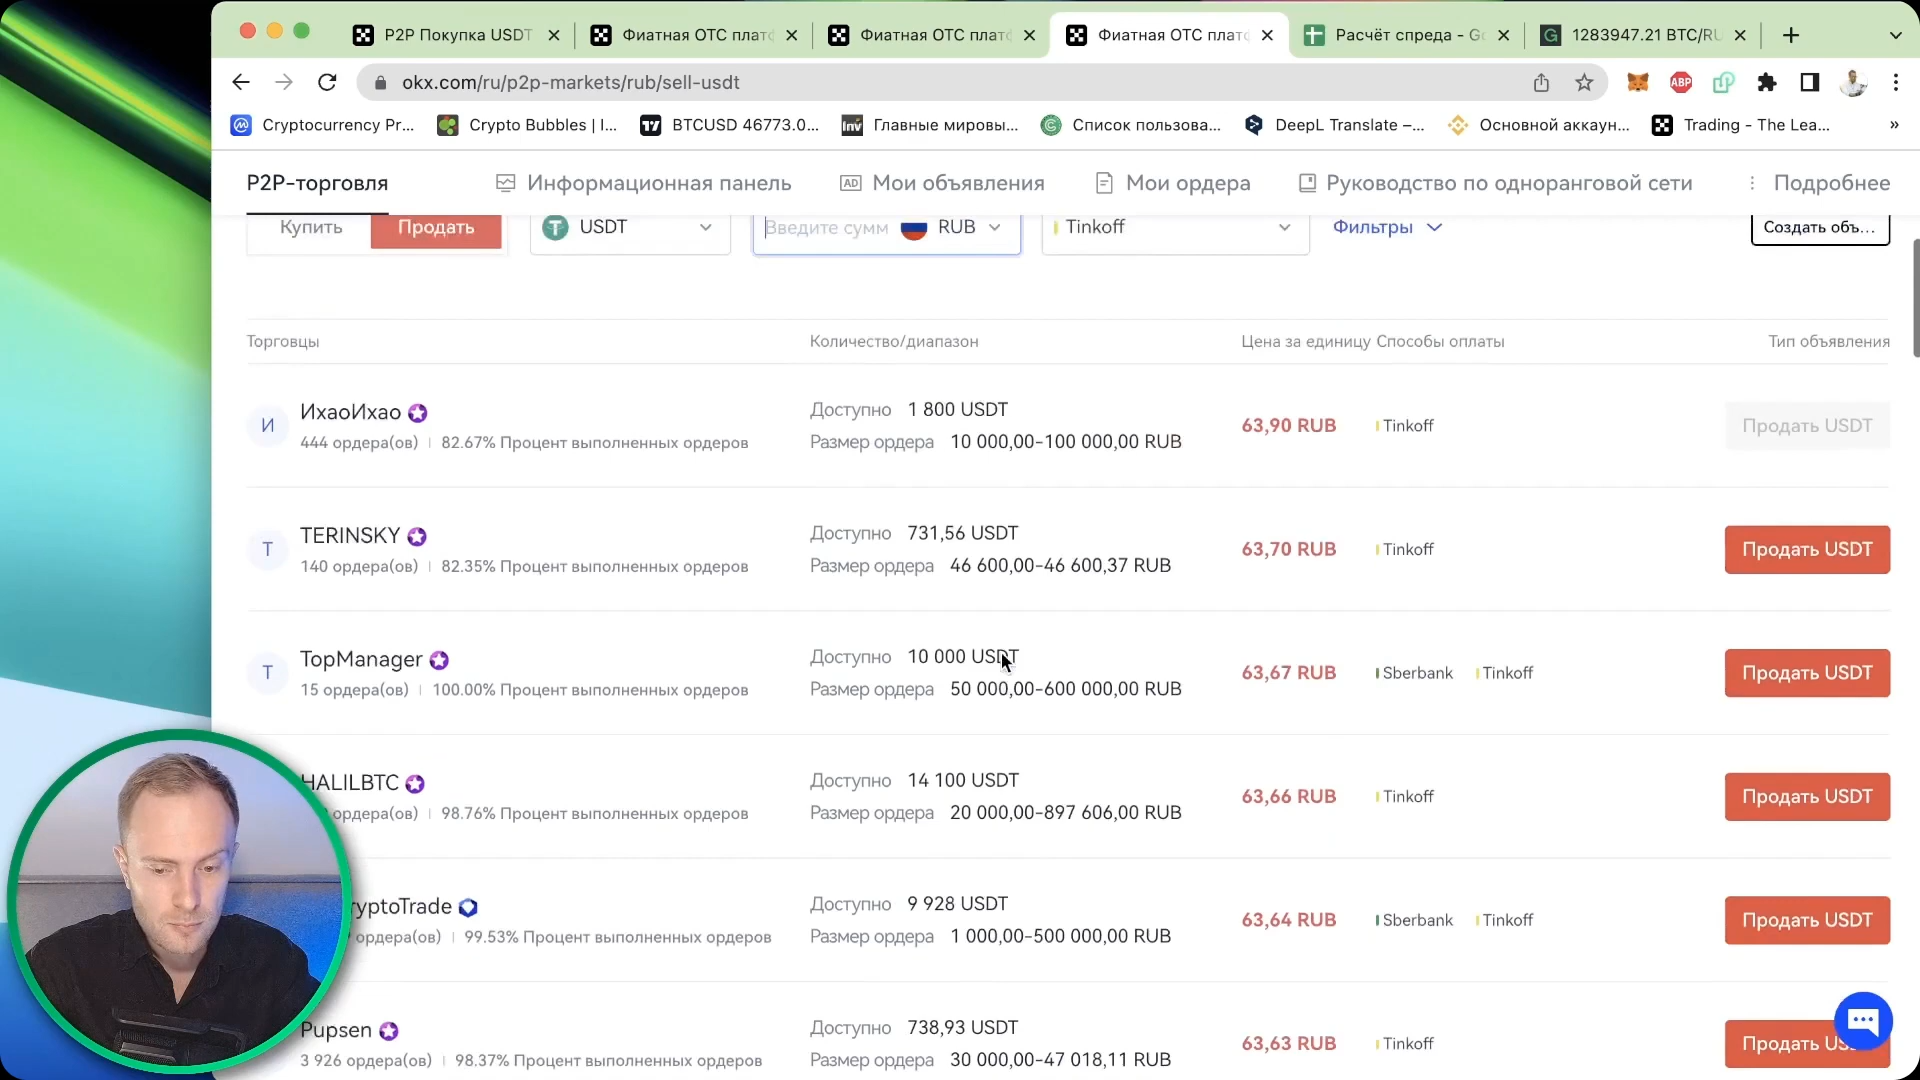 P2P Покупка USDT
Фиатная OTC плат
Фиатная OTC плат
Фиатная OTC плат
Расчёт спреда - G
1283947.21 BTC/RU
okx.com/ru/p2p-markets/rub/sell-usdt
ABP
Cryptocurrency Pr...
Crypto Bubbles | I...
BTCUSD 46773.0...
Inv
Главные мировы...
Список пользова...
DeepL Translate –...
Основной аккаун...
Trading - The Lea...
P2P-торговля
Информационная панель
AD
Мои объявления
Мои ордера
Руководство по одноранговой сети
Подробнее
Купить
Продать
USDT
Введите сумм
RUB
Tinkoff
Фильтры
Создать объ...
Торговцы
Количество/диапазон
Цена за единицу
Способы оплаты
Тип объявления
И
ИхаоИхао
444 ордера(ов) | 82.67% Процент выполненных ордеров
Доступно 1 800 USDT
Размер ордера 10 000,00-100 000,00 RUB
63,90 RUB
Tinkoff
Продать USDT
T
TERINSKY
140 ордера(ов) | 82.35% Процент выполненных ордеров
Доступно 731,56 USDT
Размер ордера 46 600,00-46 600,37 RUB
63,70 RUB
Tinkoff
Продать USDT
T
TopManager
15 ордера(ов) | 100.00% Процент выполненных ордеров
Доступно 10 000 USDT
Размер ордера 50 000,00-600 000,00 RUB
63,67 RUB
Sberbank Tinkoff
Продать USDT
HALILBTC
ордера(ов) | 98.76% Процент выполненных ордеров
Доступно 14 100 USDT
Размер ордера 20 000,00-897 606,00 RUB
63,66 RUB
Tinkoff
Продать USDT
ryptoTrade
ордера(ов) | 99.53% Процент выполненных ордеров
Доступно 9 928 USDT
Размер ордера 1 000,00-500 000,00 RUB
63,64 RUB
Sberbank Tinkoff
Продать USDT
Pupsen
3 926 ордера(ов) | 98.37% Процент выполненных ордеров
Доступно 738,93 USDT
Размер ордера 30 000,00-47 018,11 RUB
63,63 RUB
Tinkoff
Продать U